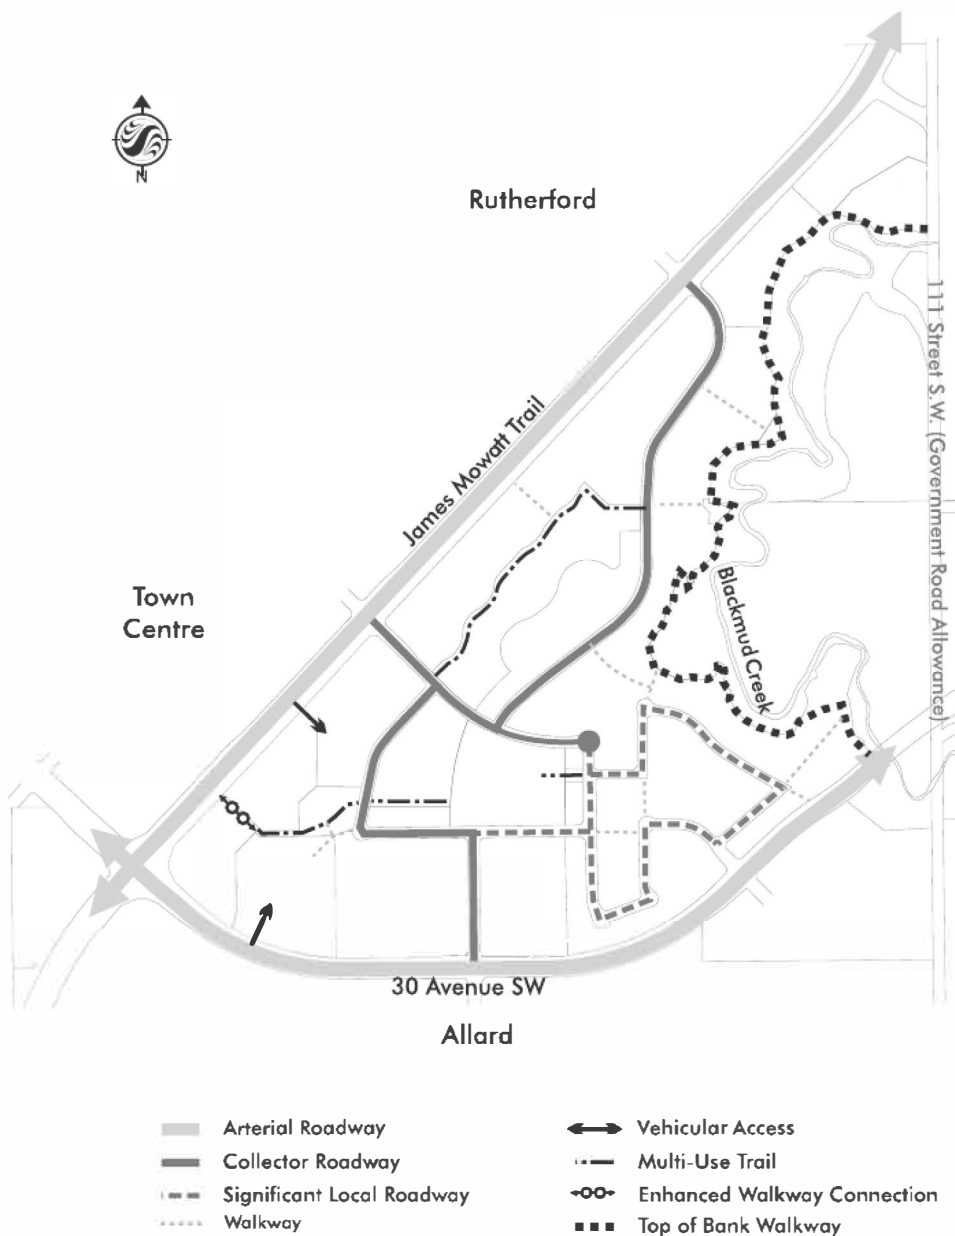 N
Rutherford
111 Street S.W. (Government Road Allowance)
James Mowatt Trail
Town
Centre
Blackmud Creek
30 Avenue SW
Allard
Arterial Roadway
Vehicular Access
Collector Roadway
Multi-Use Trail
Significant Local Roadway
Enhanced Walkway Connection
Walkway
Top of Bank Walkway